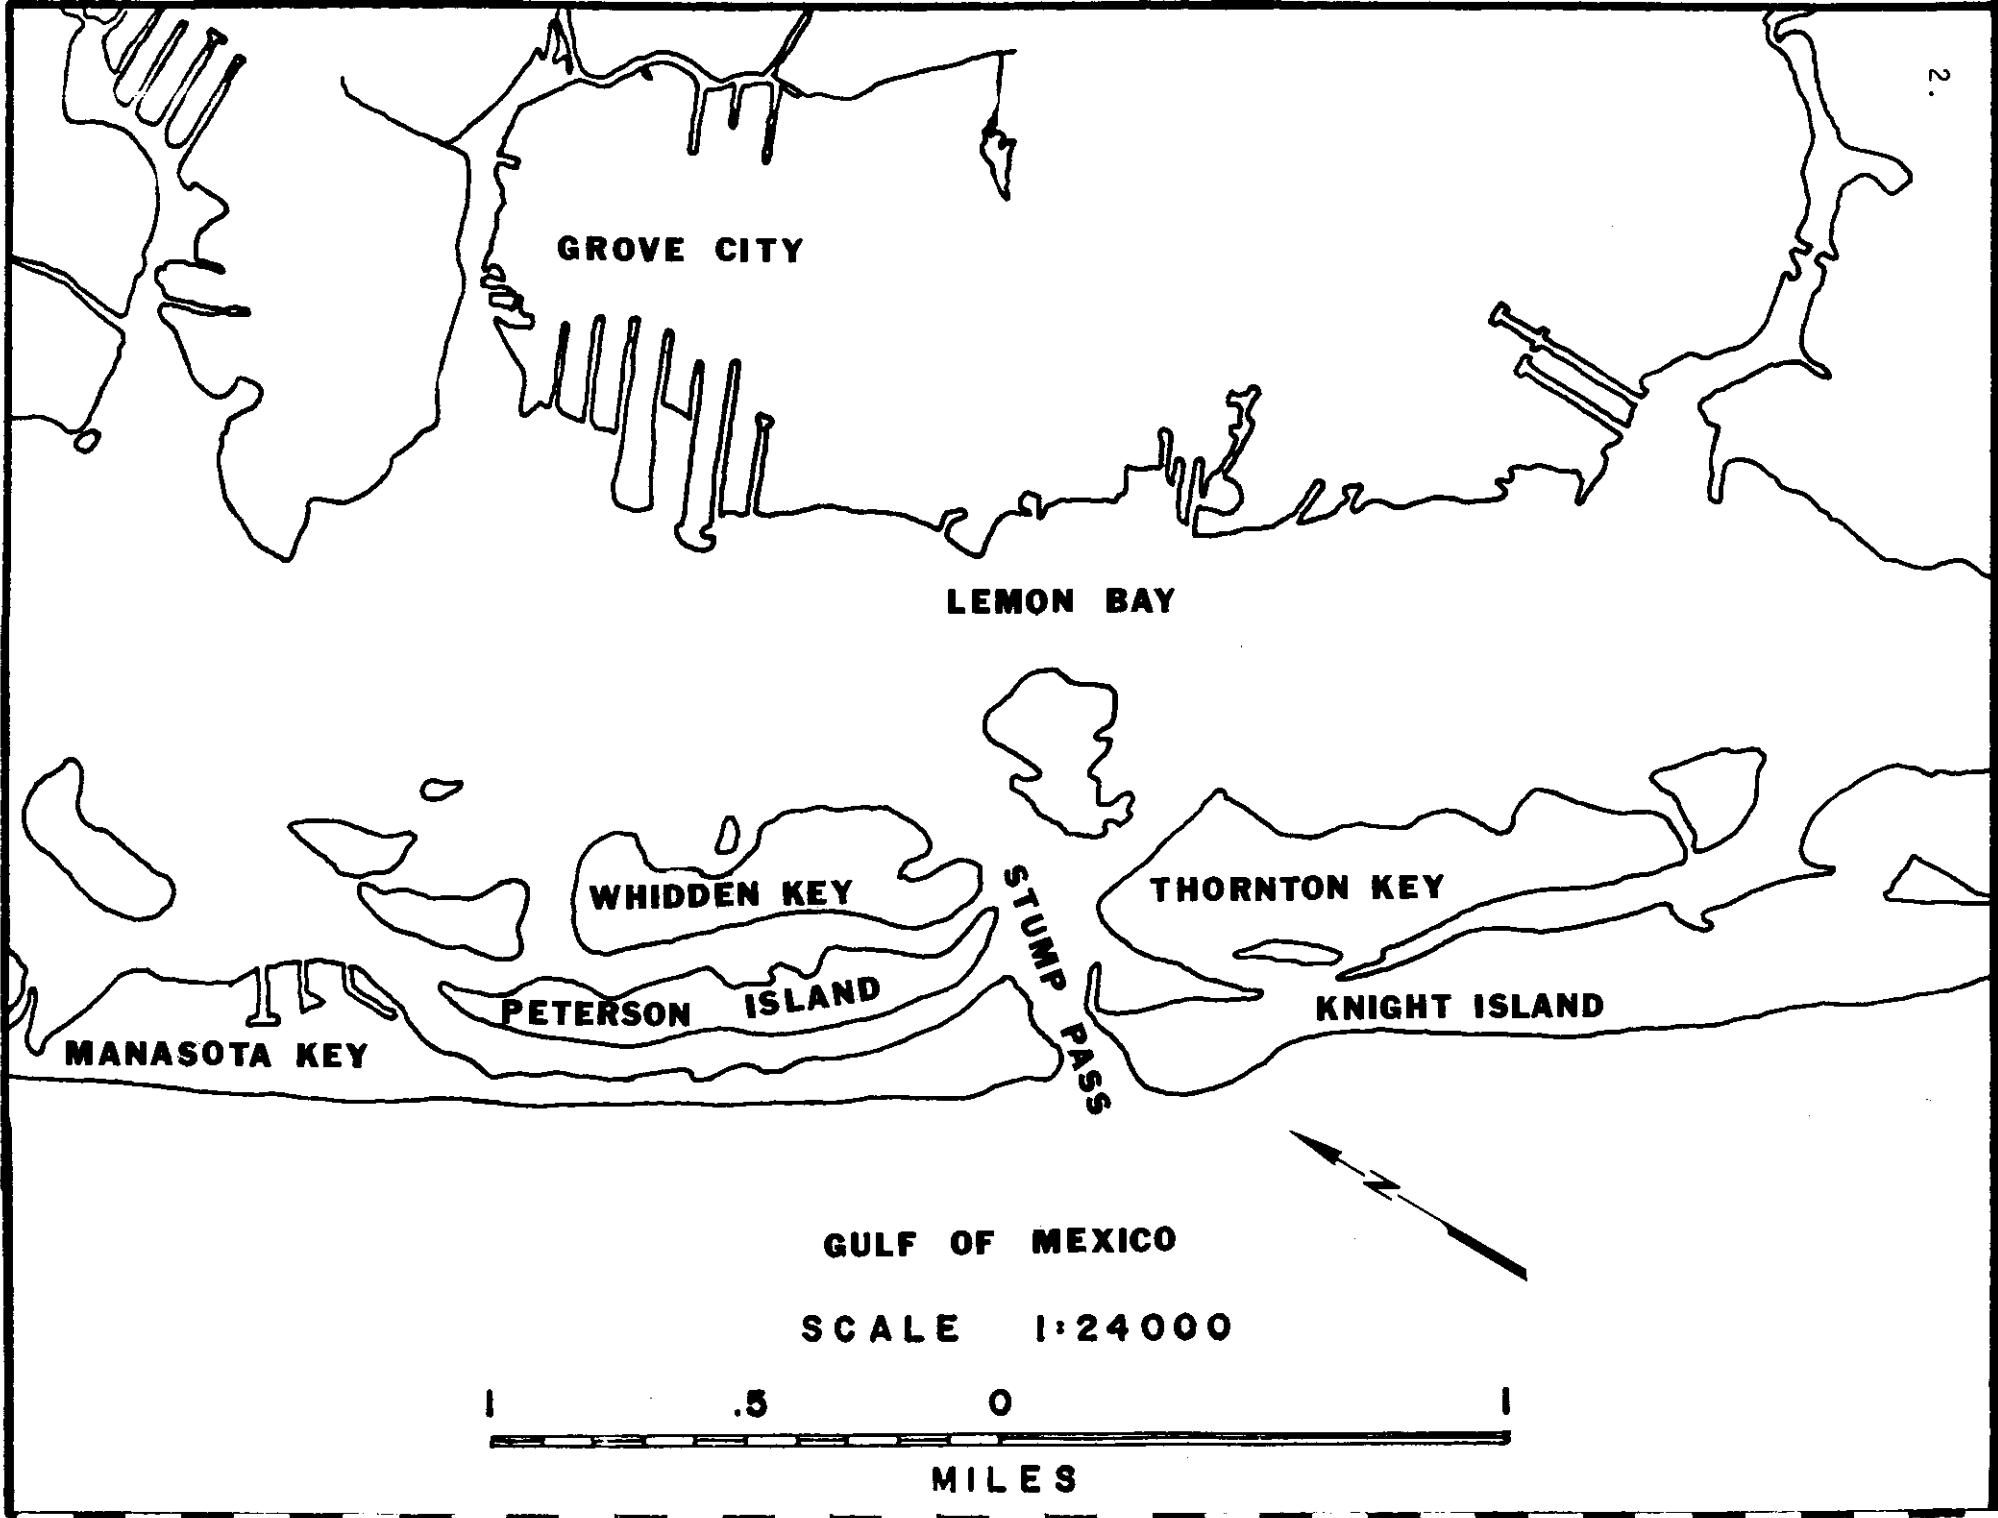 2.
GROVE CITY
LEMON BAY
WHIDDEN KEY
THORNTON KEY
STUMP PASS
PETERSON ISLAND
KNIGHT ISLAND
MANASOTA KEY
N
GULF OF MEXICO
SCALE 1:24000
1 .5 0 1
MILES